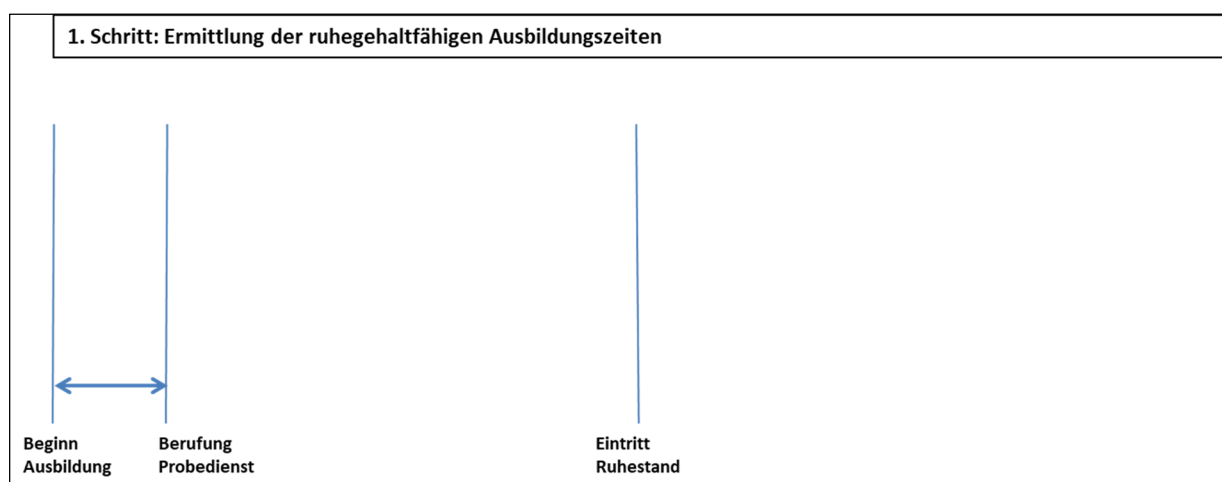 1. Schritt: Ermittlung der ruhegehaltfähigen Ausbildungszeiten
Beginn
Ausbildung
Berufung
Probedienst
Eintritt
Ruhestand